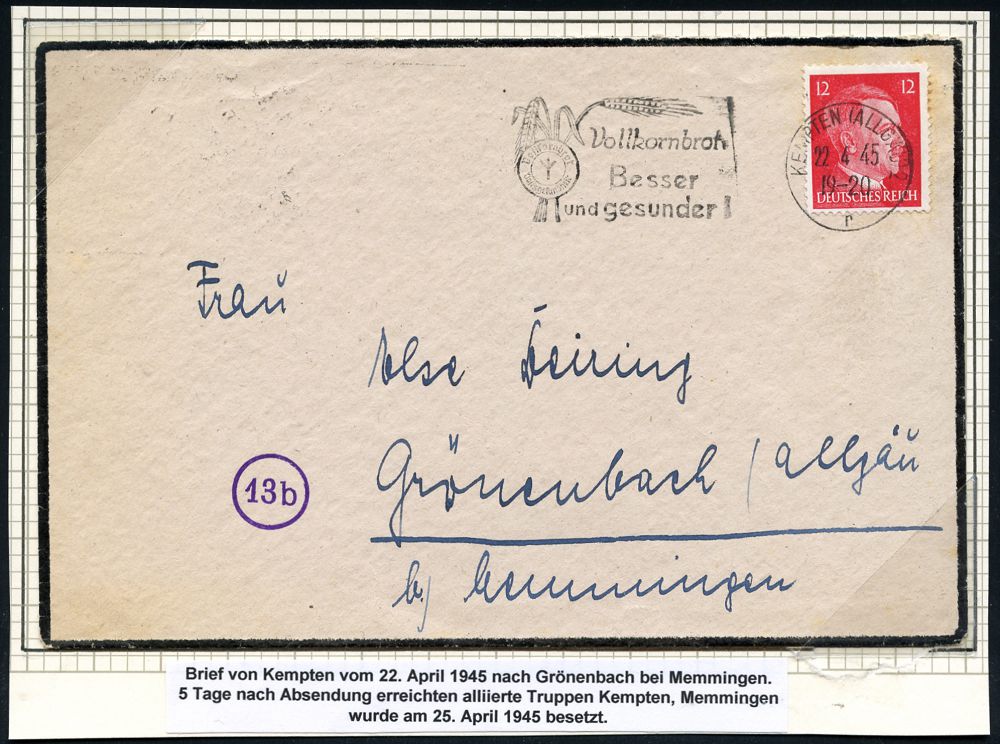 12 12
Vollkornbrot
Besser
und gesunder!
KEMPTEN (ALLGÄU)
22.4.45
19-20
n
DEUTSCHES REICH
Frau
Else Deiring
Grönenbach / Allgäu
b/ Memmingen
13b
Brief von Kempten vom 22. April 1945 nach Grönenbach bei Memmingen.
5 Tage nach Absendung erreichten alliierte Truppen Kempten, Memmingen
wurde am 25. April 1945 besetzt.